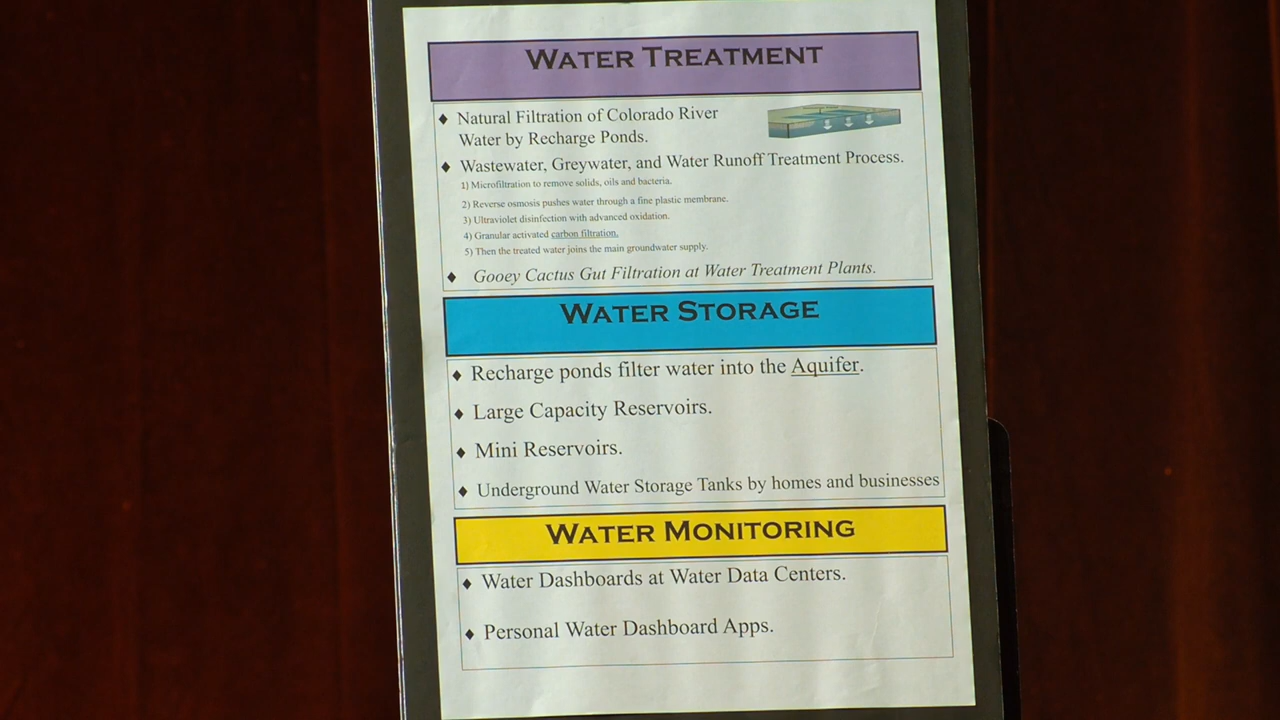 WATER TREATMENT
♦ Natural Filtration of Colorado River
Water by Recharge Ponds.
♦ Wastewater, Greywater, and Water Runoff Treatment Process.
1) Microfiltration to remove solids, oils and bacteria.
2) Reverse osmosis pushes water through a fine plastic membrane.
3) Ultraviolet disinfection with advanced oxidation.
4) Granular activated carbon filtration.
5) Then the treated water joins the main groundwater supply.
♦ Gooey Cactus Gut Filtration at Water Treatment Plants.
WATER STORAGE
♦ Recharge ponds filter water into the Aquifer.
♦ Large Capacity Reservoirs.
♦ Mini Reservoirs.
♦ Underground Water Storage Tanks by homes and businesses
WATER MONITORING
♦ Water Dashboards at Water Data Centers.
♦ Personal Water Dashboard Apps.